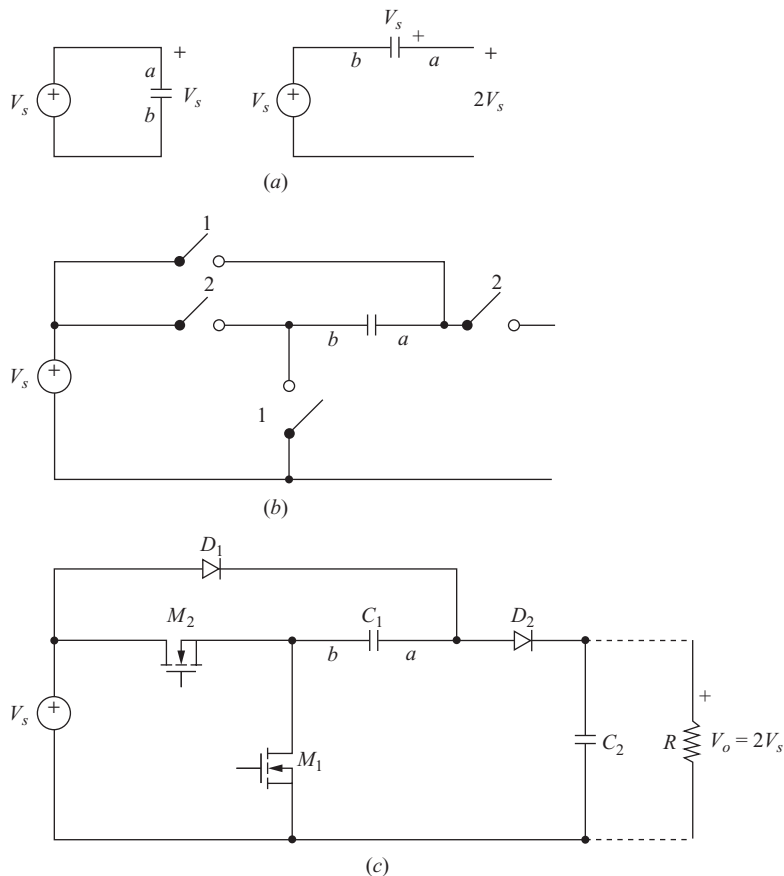 V_s
+
+
a
b
V_s
V_s
+
b
a
V_s
+
+
2V_s
(a)
1
2
2
b
a
V_s
+
1
(b)
D_1
M_2
C_1
D_2
b
a
V_s
+
M_1
C_2
R
+
V_o = 2V_s
(c)